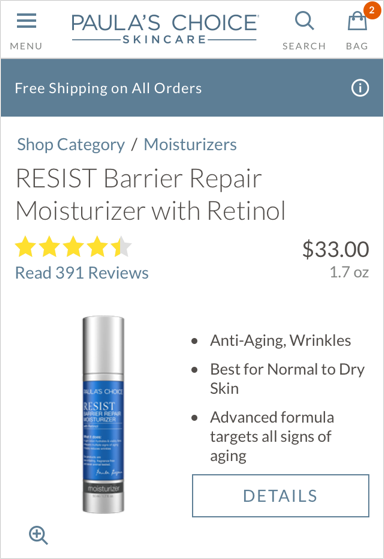 2
PAULA'S CHOICE
SKINCARE
MENU
SEARCH
BAG
Free Shipping on All Orders
Shop Category / Moisturizers
RESIST Barrier Repair
Moisturizer with Retinol
$33.00
Read 391 Reviews
1.7 oz
PAULA'S CHOICE
RESIST
BARRIER REPAIR
MOISTURIZER
moisturizer
• Anti-Aging, Wrinkles
• Best for Normal to Dry
Skin
• Advanced formula
targets all signs of
aging
DETAILS